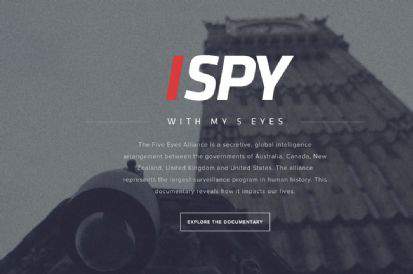 I SPY
WITH MY 5 EYES
The Five Eyes Alliance is a secretive, global intelligence
arrangement between the governments of Australia, Canada, New
Zealand, United Kingdom and United States. The alliance
represents the largest surveillance program in human history. This
documentary reveals how it impacts our lives.
EXPLORE THE DOCUMENTARY